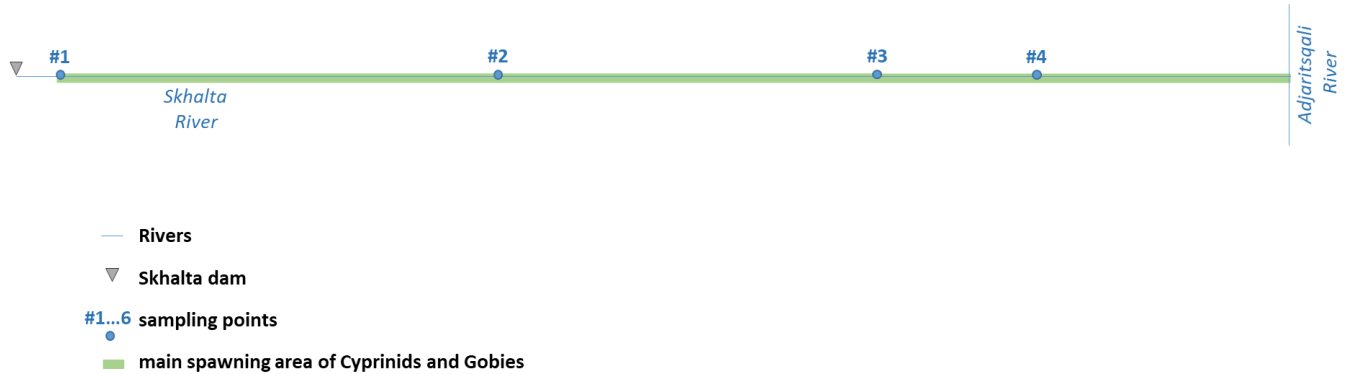 #1
#2
#3
#4
Skhalta
River
Adjaritsqali
River
Rivers
Skhalta dam
#1...6 sampling points
main spawning area of Cyprinids and Gobies